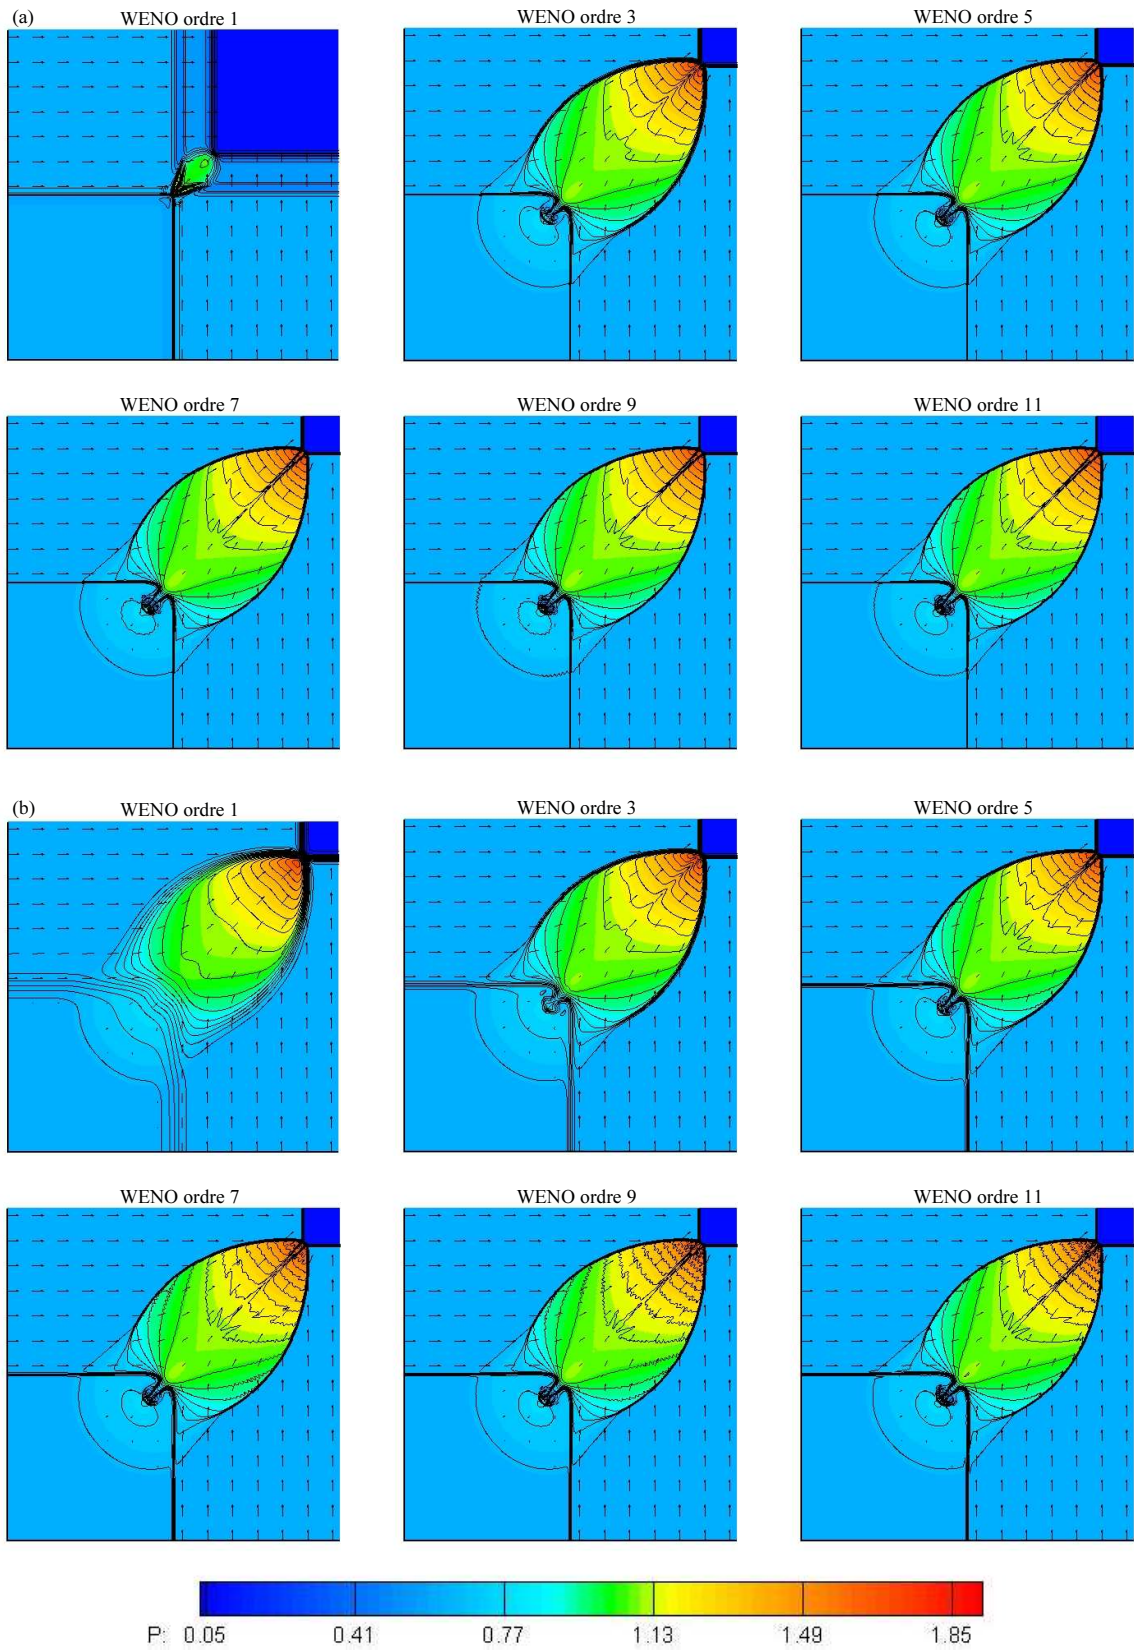 (a)
WENO ordre 1
WENO ordre 3
WENO ordre 5
WENO ordre 7
WENO ordre 9
WENO ordre 11
(b)
WENO ordre 1
WENO ordre 3
WENO ordre 5
WENO ordre 7
WENO ordre 9
WENO ordre 11
P: 0.05 0.41 0.77 1.13 1.49 1.85